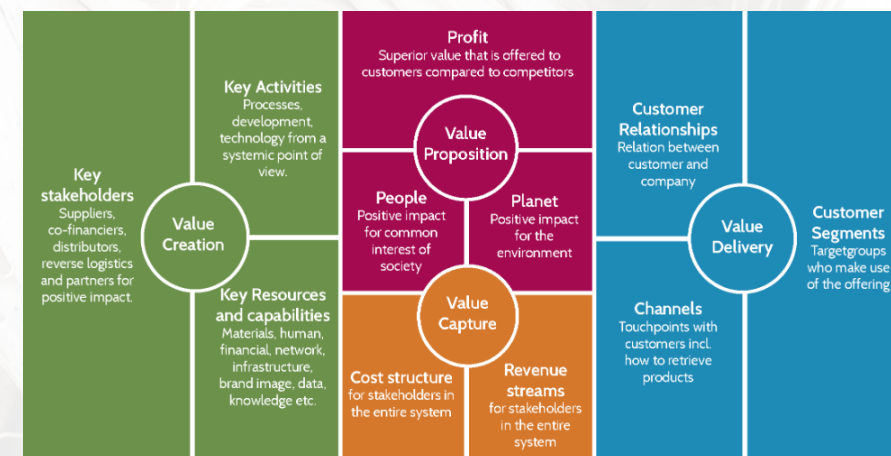 Key
stakeholders
Suppliers,
co-financiers,
distributors,
reverse logistics
and partners for
positive impact.
Value
Creation
Key Activities
Processes,
development,
technology from a
systemic point of
view.
Key Resources
and capabilities
Materials, human,
financial, network,
infrastructure,
brand image, data,
knowledge etc.
Profit
Superior value that is offered to
customers compared to competitors
Value
Proposition
People
Positive impact
for common
interest of
society
Planet
Positive impact
for the
environment
Value
Capture
Cost structure
for stakeholders in
the entire system
Revenue
streams
for stakeholders
in the entire
system
Customer
Relationships
Relation between
customer and
company
Value
Delivery
Channels
Touchpoints with
customers incl.
how to retrieve
products
Customer
Segments
Targetgroups
who make use
of the offering